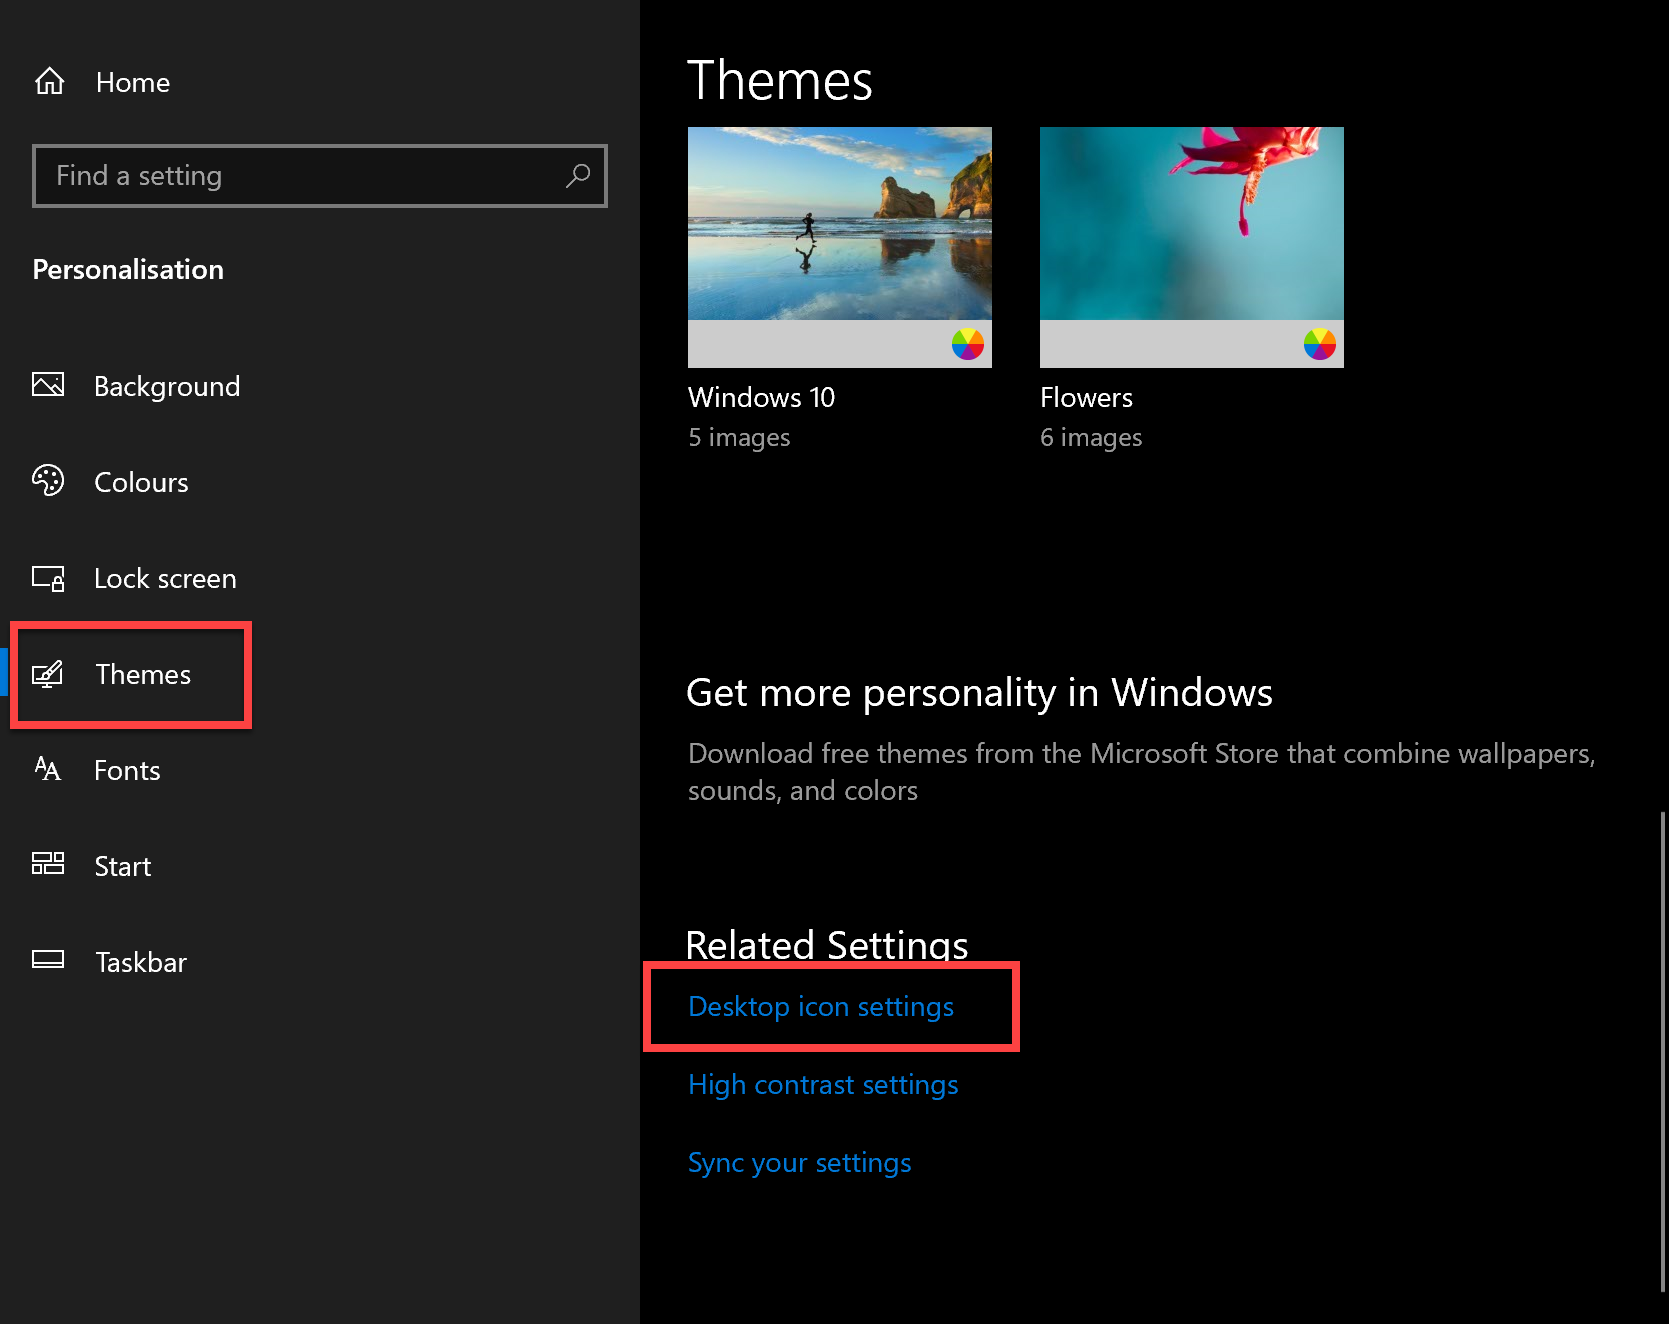 Home
Find a setting
Personalisation
Background
Colours
Lock screen
Themes
Fonts
Start
Taskbar
Themes
Windows 10
5 images
Flowers
6 images
Get more personality in Windows
Download free themes from the Microsoft Store that combine wallpapers,
sounds, and colors
Related Settings
Desktop icon settings
High contrast settings
Sync your settings